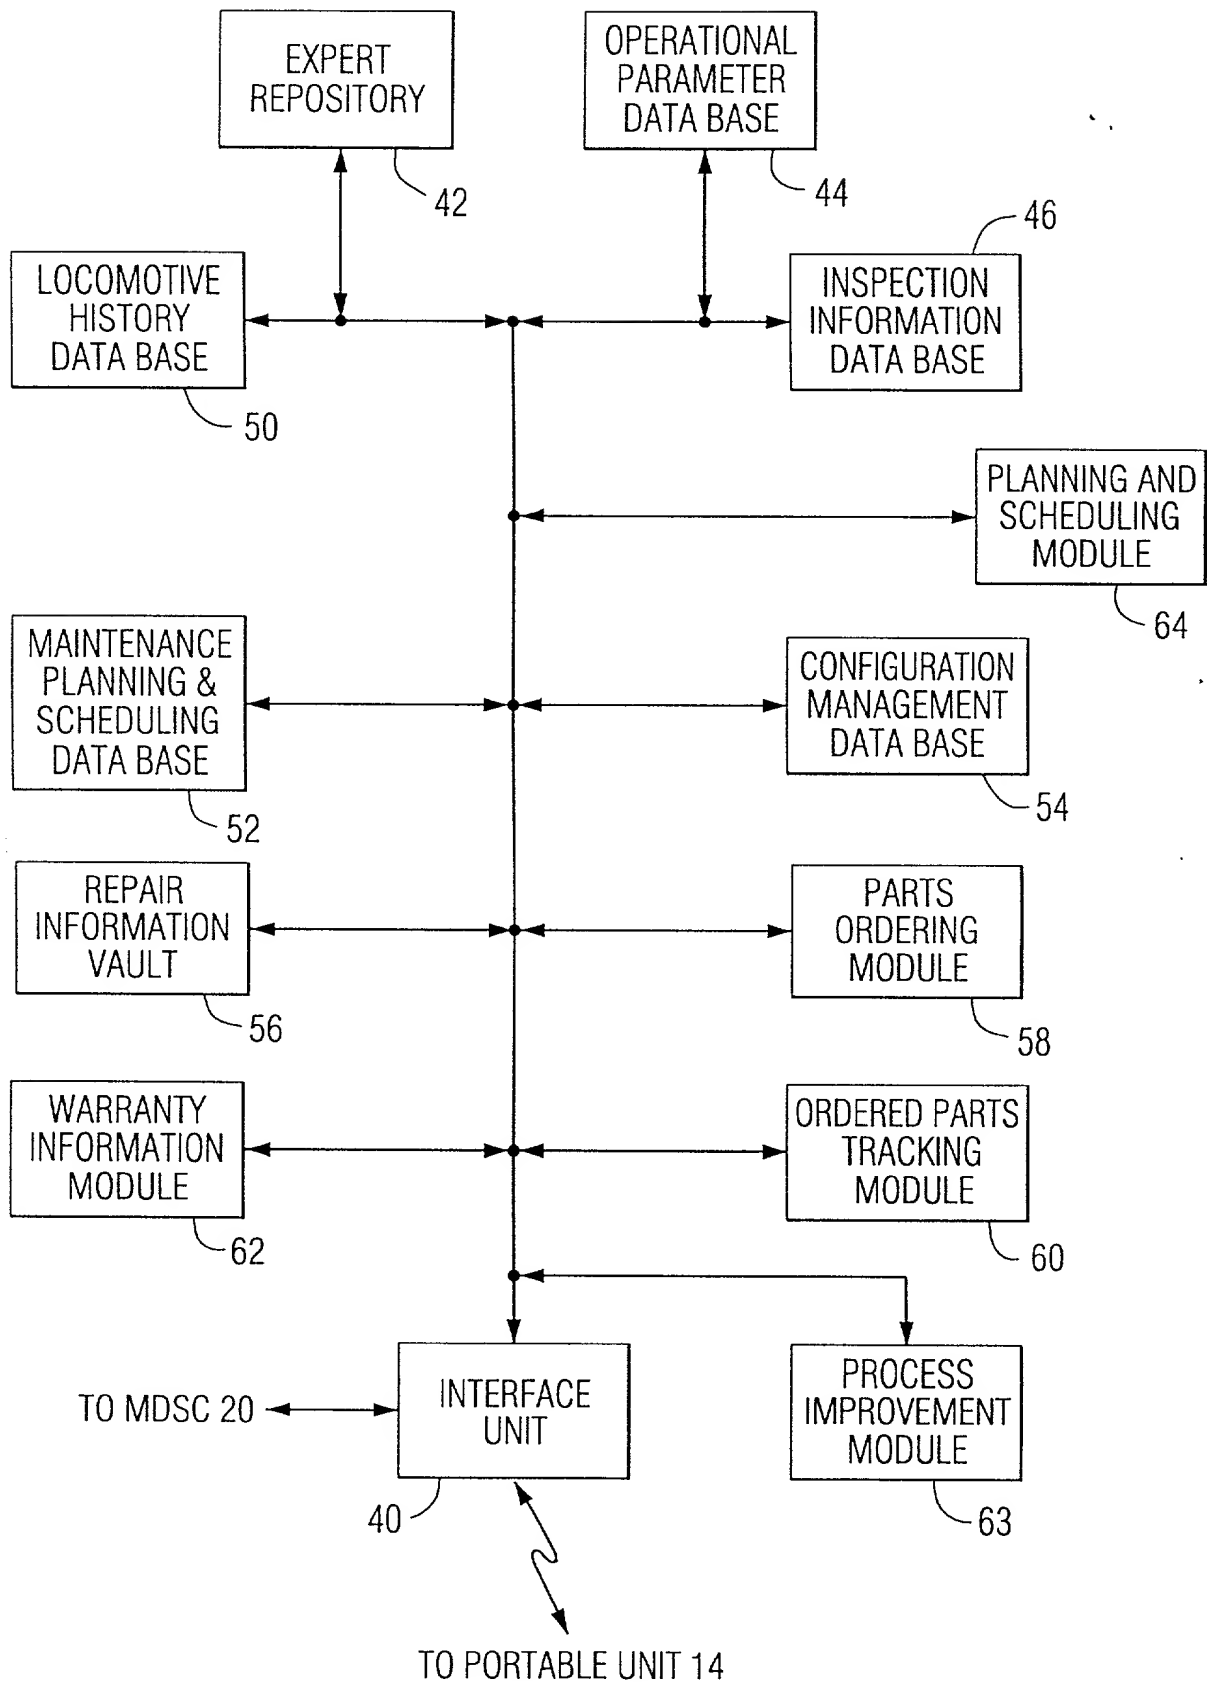 EXPERT
REPOSITORY
42
OPERATIONAL
PARAMETER
DATA BASE
44
LOCOMOTIVE
HISTORY
DATA BASE
50
46
INSPECTION
INFORMATION
DATA BASE
PLANNING AND
SCHEDULING
MODULE
64
MAINTENANCE
PLANNING &
SCHEDULING
DATA BASE
52
CONFIGURATION
MANAGEMENT
DATA BASE
54
REPAIR
INFORMATION
VAULT
56
PARTS
ORDERING
MODULE
58
WARRANTY
INFORMATION
MODULE
62
ORDERED PARTS
TRACKING
MODULE
60
TO MDSC 20
INTERFACE
UNIT
40
PROCESS
IMPROVEMENT
MODULE
63
TO PORTABLE UNIT 14